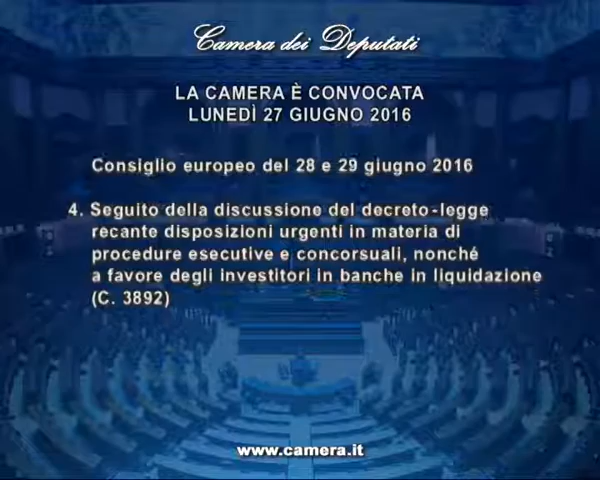 Camera dei Deputati
LA CAMERA È CONVOCATA
LUNEDÌ 27 GIUGNO 2016
Consiglio europeo del 28 e 29 giugno 2016
4. Seguito della discussione del decreto-legge
recante disposizioni urgenti in materia di
procedure esecutive e concorsuali, nonché
a favore degli investitori in banche in liquidazione
(C. 3892)
www.camera.it